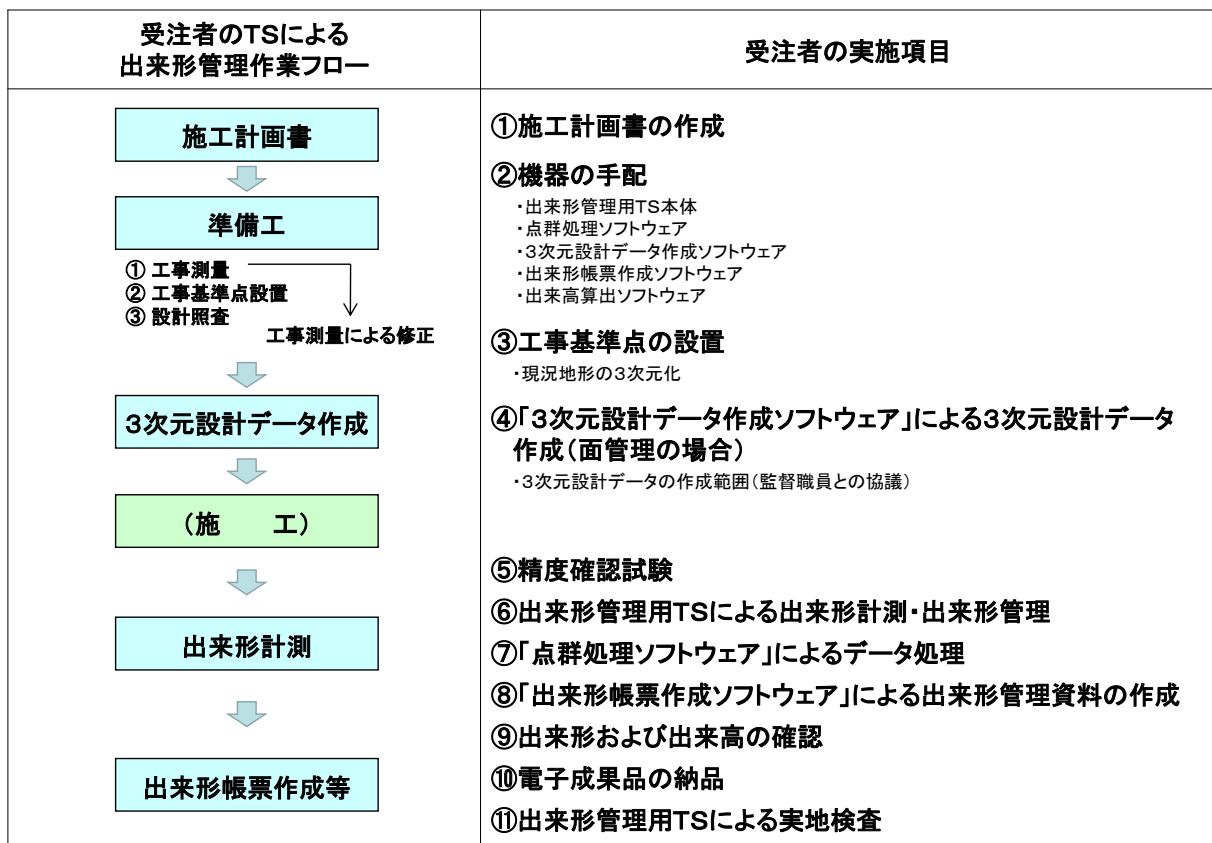 受注者のTSによる
出来形管理作業フロー
受注者の実施項目
施工計画書
準備工
① 工事測量
② 工事基準点設置
③ 設計照査
工事測量による修正
3次元設計データ作成
(施　　工)
出来形計測
出来形帳票作成等
①施工計画書の作成
②機器の手配
・出来形管理用TS本体
・点群処理ソフトウェア
・3次元設計データ作成ソフトウェア
・出来形帳票作成ソフトウェア
・出来高算出ソフトウェア
③工事基準点の設置
・現況地形の3次元化
④「3次元設計データ作成ソフトウェア」による3次元設計データ
作成(面管理の場合)
・3次元設計データの作成範囲(監督職員との協議)
⑤精度確認試験
⑥出来形管理用TSによる出来形計測・出来形管理
⑦「点群処理ソフトウェア」によるデータ処理
⑧「出来形帳票作成ソフトウェア」による出来形管理資料の作成
⑨出来形および出来高の確認
⑩電子成果品の納品
⑪出来形管理用TSによる実地検査